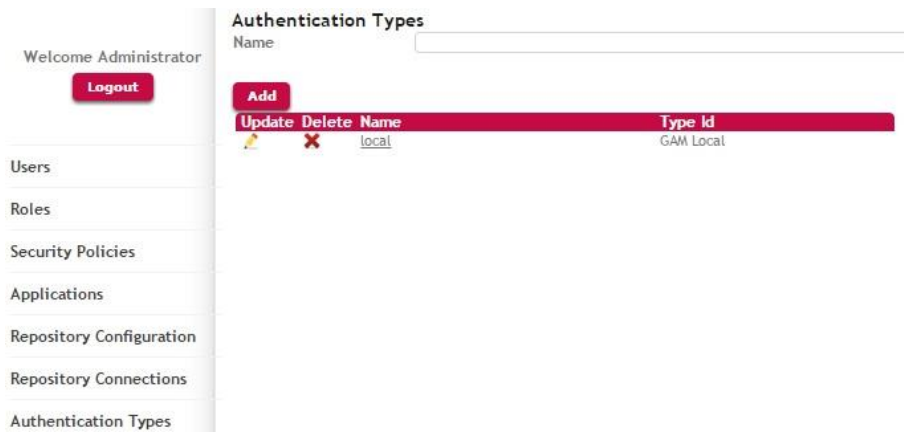 Welcome Administrator
Logout
Users
Roles
Security Policies
Applications
Repository Configuration
Repository Connections
Authentication Types
Authentication Types
Name
Add
Update Delete Name Type Id
local GAM Local